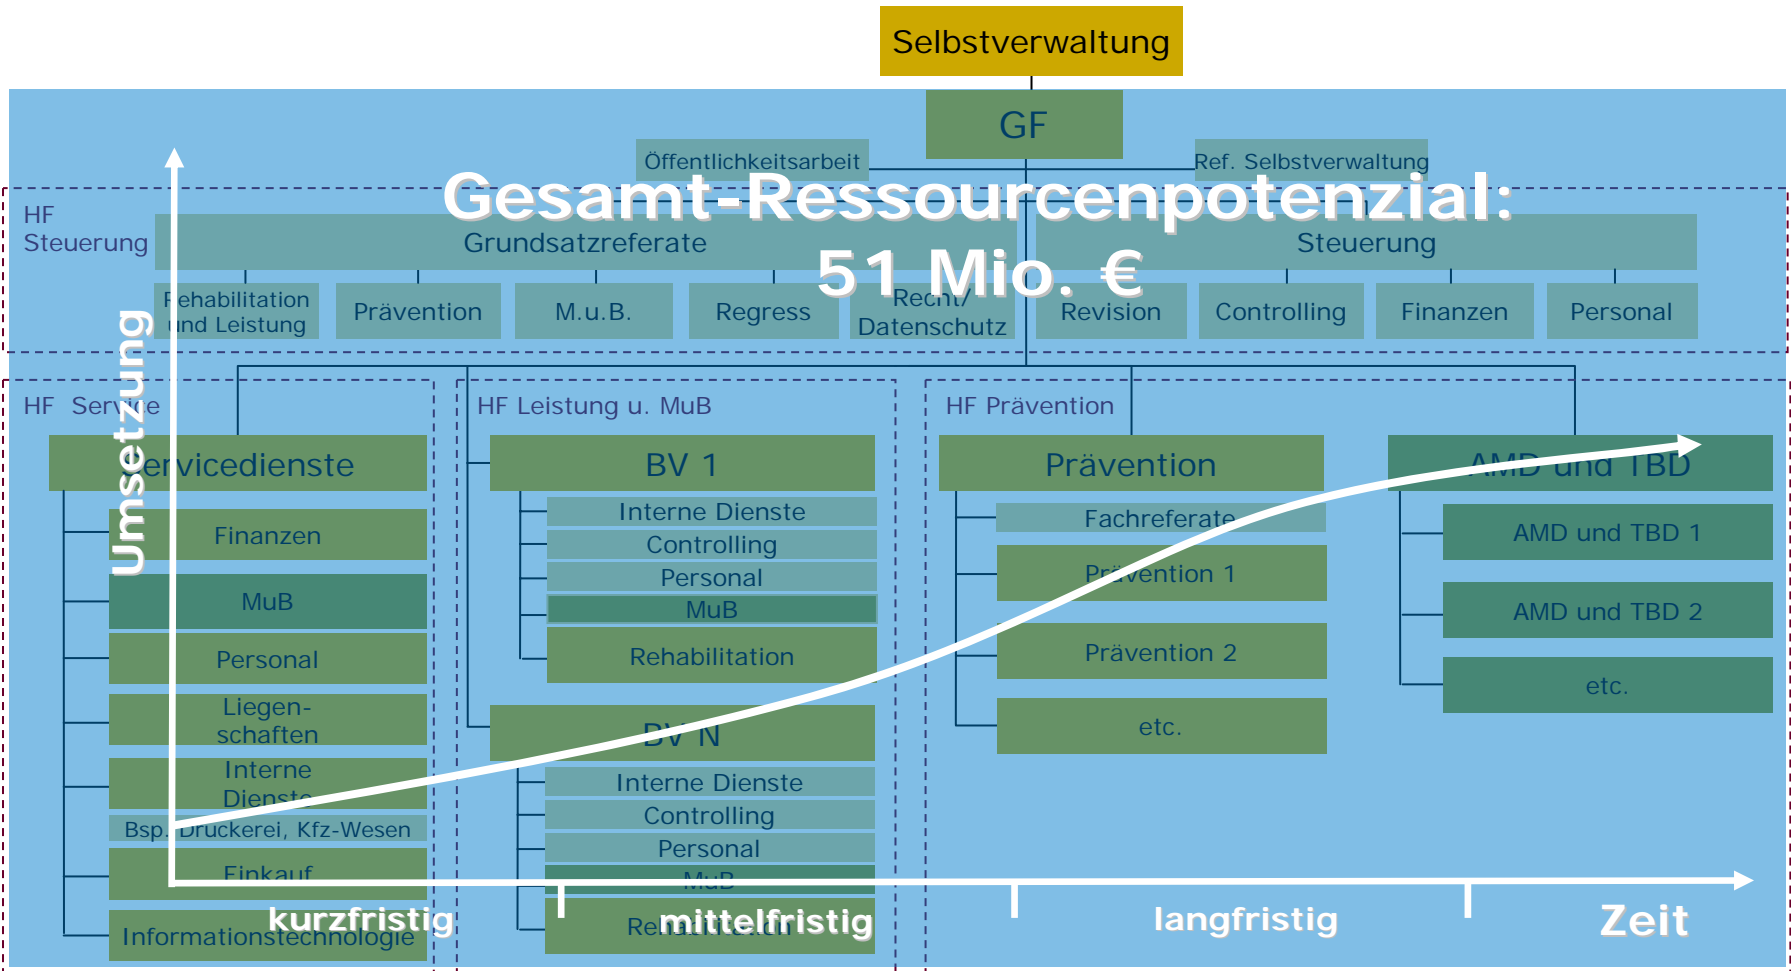 Selbstverwaltung
GF
Öffentlichkeitsarbeit
Ref. Selbstverwaltung
Gesamt-Ressourcenpotenzial:
51 Mio. €
HF
Steuerung
Grundsatzreferate
Steuerung
Rehabilitation
und Leistung
Prävention
M.u.B.
Regress
Recht/
Datenschutz
Revision
Controlling
Finanzen
Personal
Umsetzung
HF Service
Servicedienste
Finanzen
MuB
Personal
Liegen-
schaften
Interne
Dienste
Bsp. Druckerei, Kfz-Wesen
Einkauf
Informationstechnologie
HF Leistung u. MuB
BV 1
Interne Dienste
Controlling
Personal
MuB
Rehabilitation
BV N
Interne Dienste
Controlling
Personal
MuB
Rehabilitation
HF Prävention
Prävention
Fachreferate
Prävention 1
Prävention 2
etc.
AMD und TBD
AMD und TBD 1
AMD und TBD 2
etc.
kurzfristig
mittelfristig
langfristig
Zeit